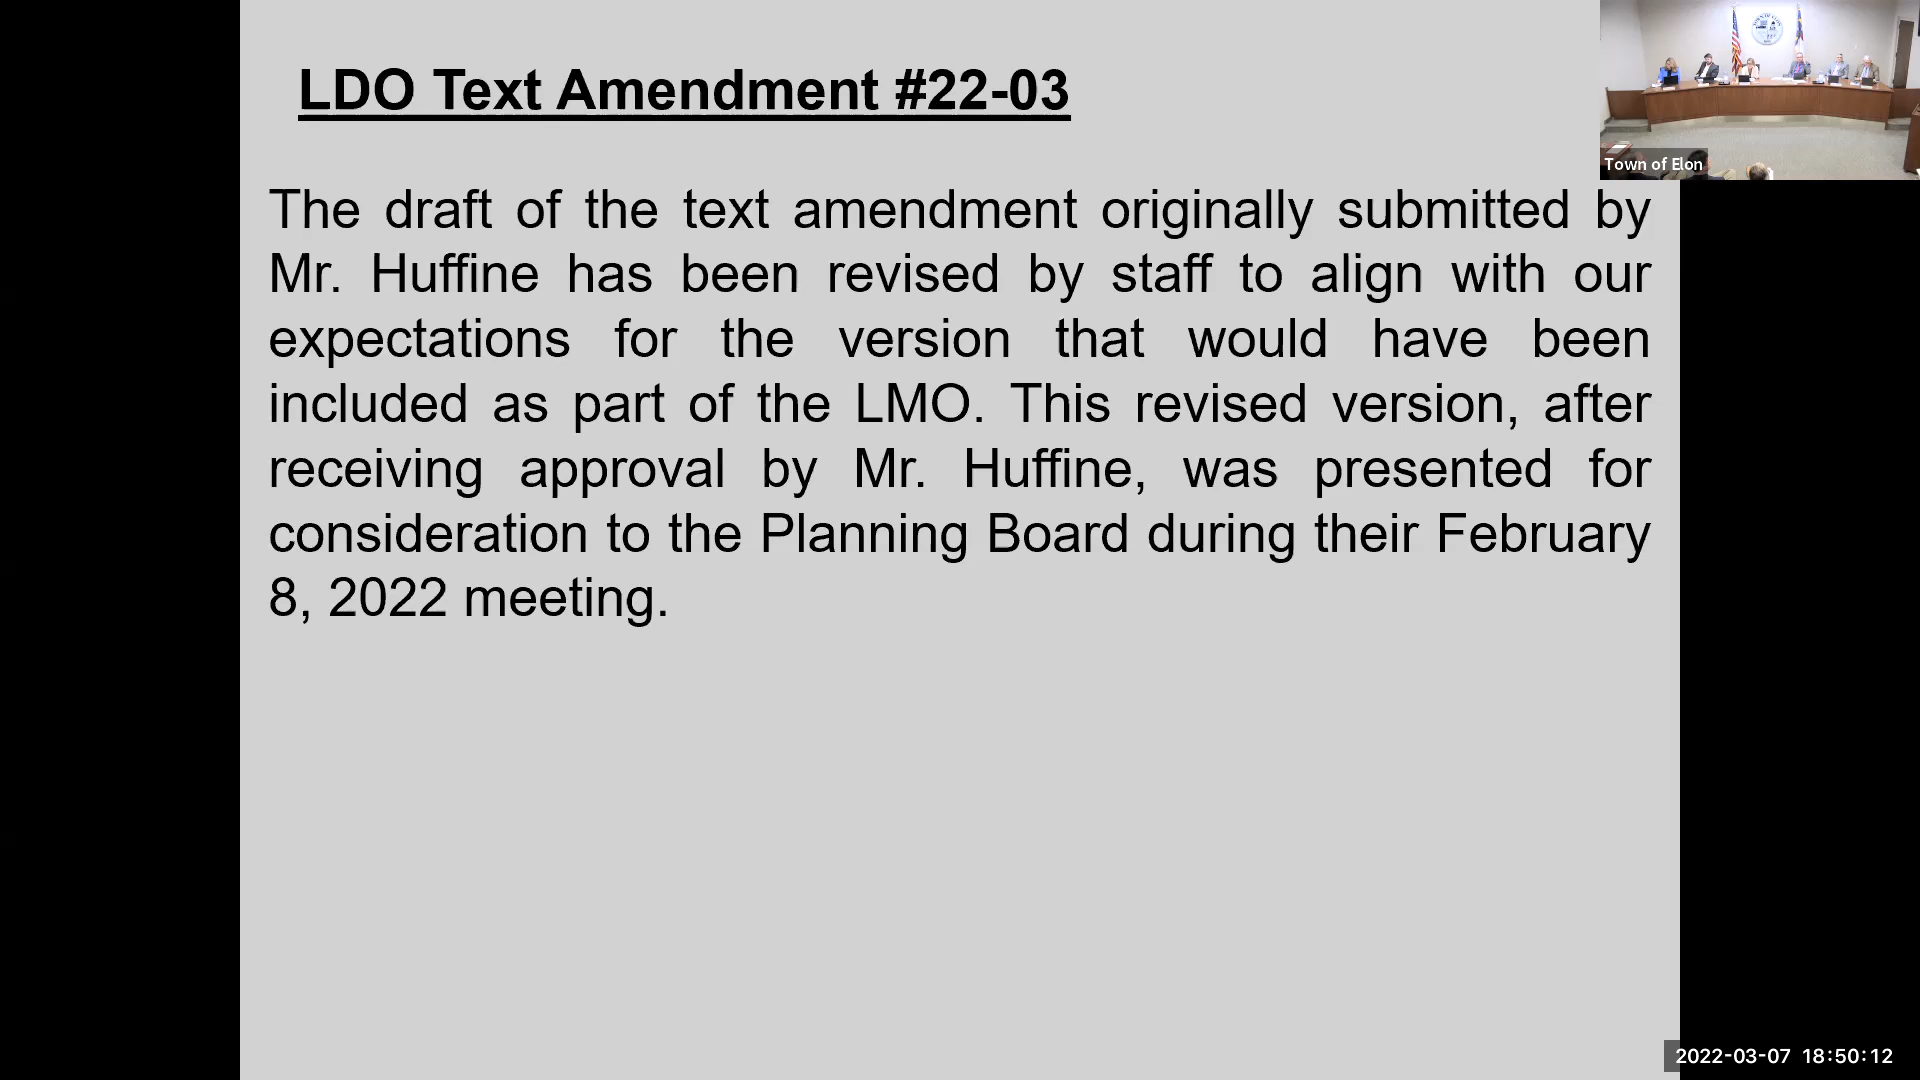 LDO Text Amendment #22-03
The draft of the text amendment originally submitted by
Mr. Huffine has been revised by staff to align with our
expectations for the version that would have been
included as part of the LMO. This revised version, after
receiving approval by Mr. Huffine, was presented for
consideration to the Planning Board during their February
8, 2022 meeting.
Town of Elon
2022-03-07 18:50:12